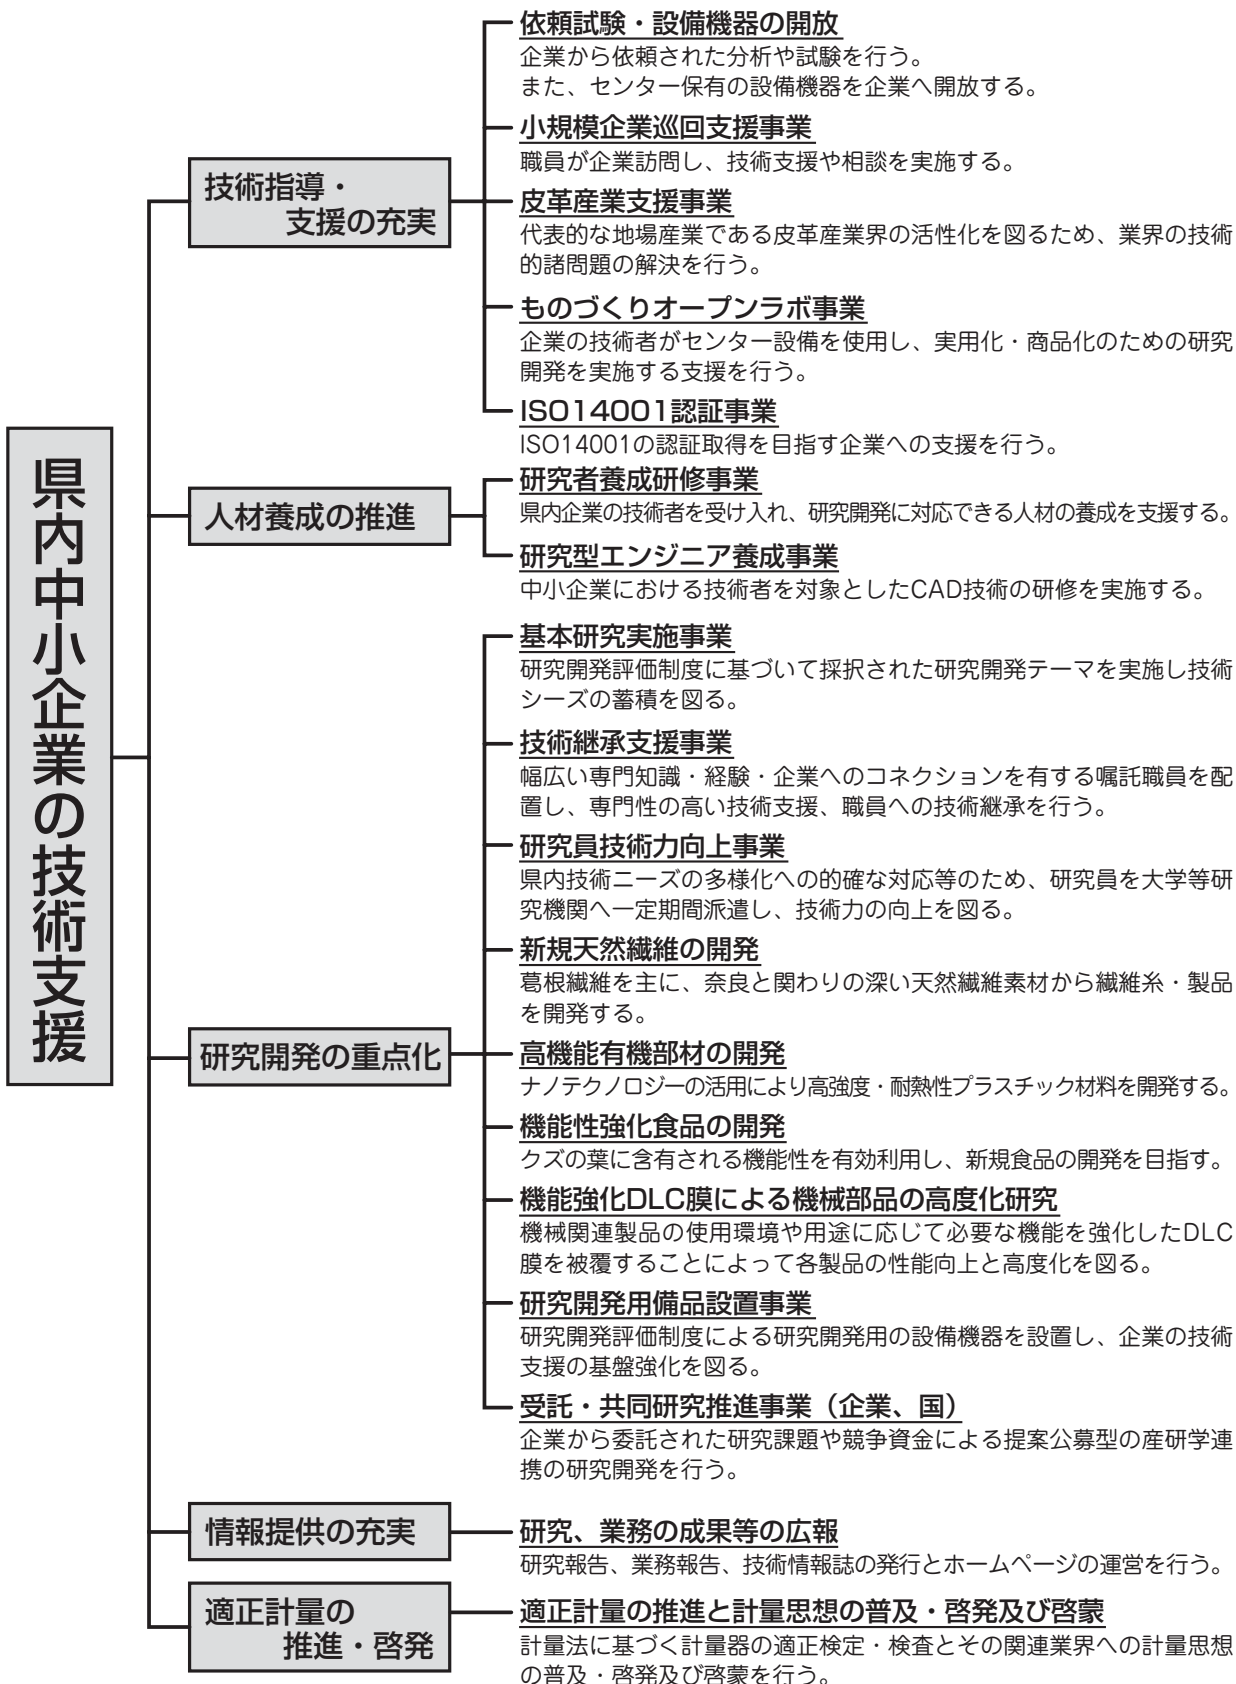 県内中小企業の技術支援
技術指導・
支援の充実
依頼試験・設備機器の開放
企業から依頼された分析や試験を行う。
また、センター保有の設備機器を企業へ開放する。
小規模企業巡回支援事業
職員が企業訪問し、技術支援や相談を実施する。
皮革産業支援事業
代表的な地場産業である皮革産業界の活性化を図るため、業界の技術
的諸問題の解決を行う。
ものづくりオープンラボ事業
企業の技術者がセンター設備を使用し、実用化・商品化のための研究
開発を実施する支援を行う。
ISO14001認証事業
ISO14001の認証取得を目指す企業への支援を行う。
人材養成の推進
研究者養成研修事業
県内企業の技術者を受け入れ、研究開発に対応できる人材の養成を支援する。
研究型エンジニア養成事業
中小企業における技術者を対象としたCAD技術の研修を実施する。
研究開発の重点化
基本研究実施事業
研究開発評価制度に基づいて採択された研究開発テーマを実施し技術
シーズの蓄積を図る。
技術継承支援事業
幅広い専門知識・経験・企業へのコネクションを有する嘱託職員を配
置し、専門性の高い技術支援、職員への技術継承を行う。
研究員技術力向上事業
県内技術ニーズの多様化への的確な対応等のため、研究員を大学等研
究機関へ一定期間派遣し、技術力の向上を図る。
新規天然繊維の開発
葛根繊維を主に、奈良と関わりの深い天然繊維素材から繊維糸・製品
を開発する。
高機能有機部材の開発
ナノテクノロジーの活用により高強度・耐熱性プラスチック材料を開発する。
機能性強化食品の開発
クズの葉に含有される機能性を有効利用し、新規食品の開発を目指す。
機能強化DLC膜による機械部品の高度化研究
機械関連製品の使用環境や用途に応じて必要な機能を強化したDLC
膜を被覆することによって各製品の性能向上と高度化を図る。
研究開発用備品設置事業
研究開発評価制度による研究開発用の設備機器を設置し、企業の技術
支援の基盤強化を図る。
受託・共同研究推進事業（企業、国）
企業から委託された研究課題や競争資金による提案公募型の産研学連
携の研究開発を行う。
情報提供の充実
研究、業務の成果等の広報
研究報告、業務報告、技術情報誌の発行とホームページの運営を行う。
適正計量の
推進・啓発
適正計量の推進と計量思想の普及・啓発及び啓蒙
計量法に基づく計量器の適正検定・検査とその関連業界への計量思想
の普及・啓発及び啓蒙を行う。